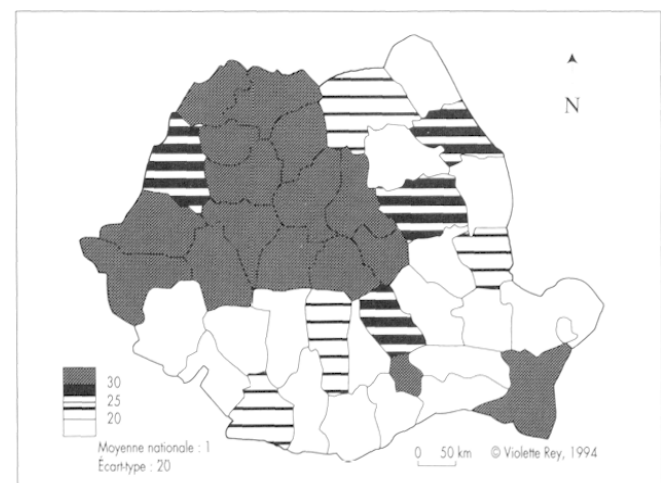 N
30
25
20
Moyenne nationale : 1
Écart-type : 20
0 50 km © Violette Rey, 1994